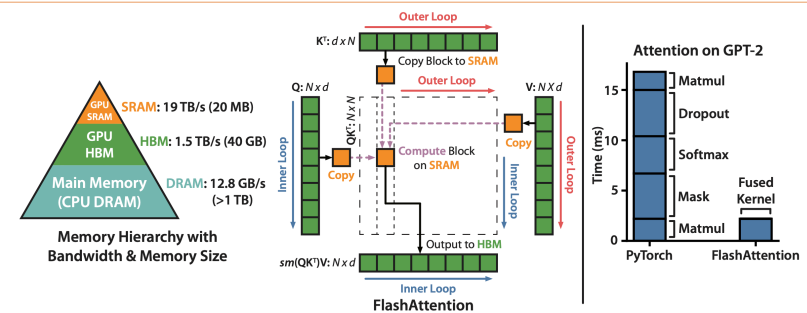 GPU
SRAM
GPU
HBM
Main Memory
(CPU DRAM)
SRAM: 19 TB/s (20 MB)
HBM: 1.5 TB/s (40 GB)
DRAM: 12.8 GB/s
(>1 TB)
Memory Hierarchy with
Bandwidth & Memory Size
Outer Loop
Kᵀ: d x N
Copy Block to SRAM
Outer Loop
Q: N x d
V: N X d
QKᵀ: N x N
Inner Loop
Copy
Compute Block
on SRAM
Copy
Inner Loop
Outer Loop
Output to HBM
sm(QKᵀ)V: N x d
Inner Loop
FlashAttention
Attention on GPT-2
Time (ms)
15
10
5
0
Matmul
Dropout
Softmax
Mask
Matmul
Fused
Kernel
PyTorch
FlashAttention